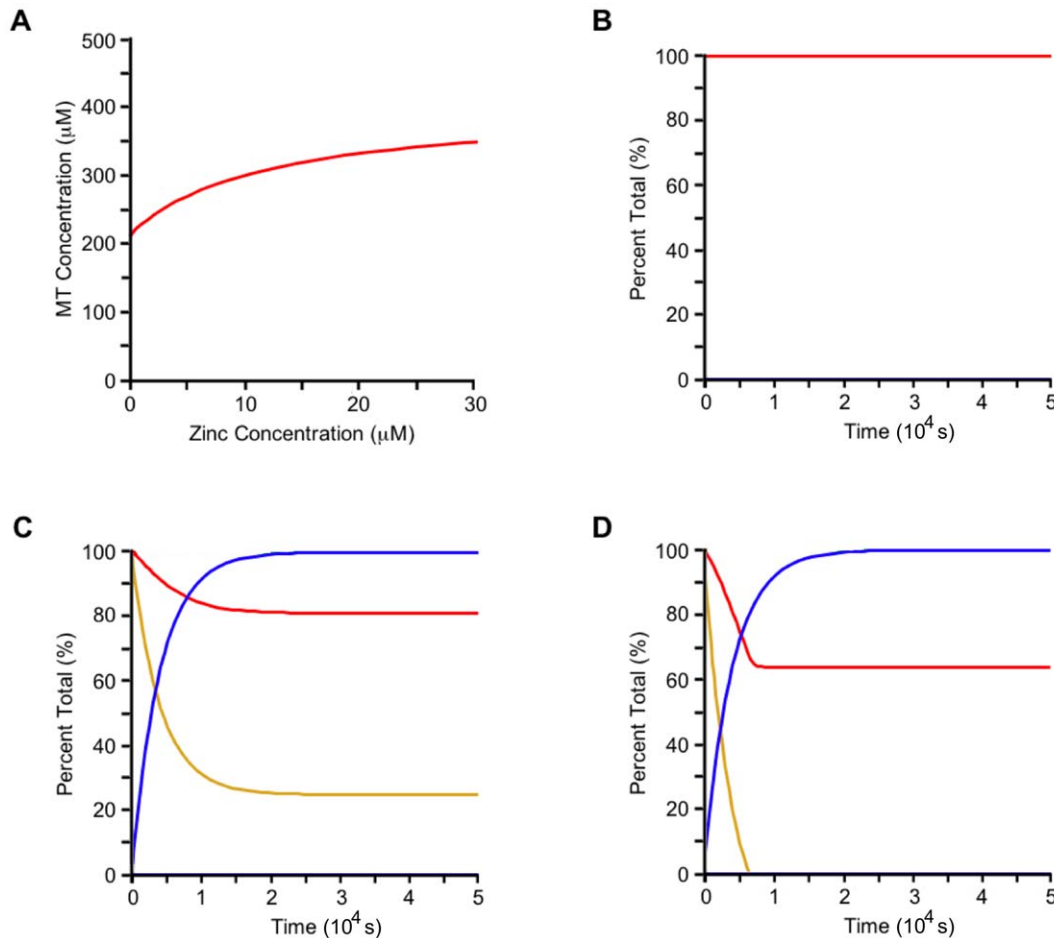 A
MT Concentration (μM)
500
400
300
200
100
0
0 10 20 30
Zinc Concentration (μM)
B
Percent Total (%)
100
80
60
40
20
0
0 1 2 3 4 5
Time (10⁴ s)
C
Percent Total (%)
100
80
60
40
20
0
0 1 2 3 4 5
Time (10⁴ s)
D
Percent Total (%)
100
80
60
40
20
0
0 1 2 3 4 5
Time (10⁴ s)